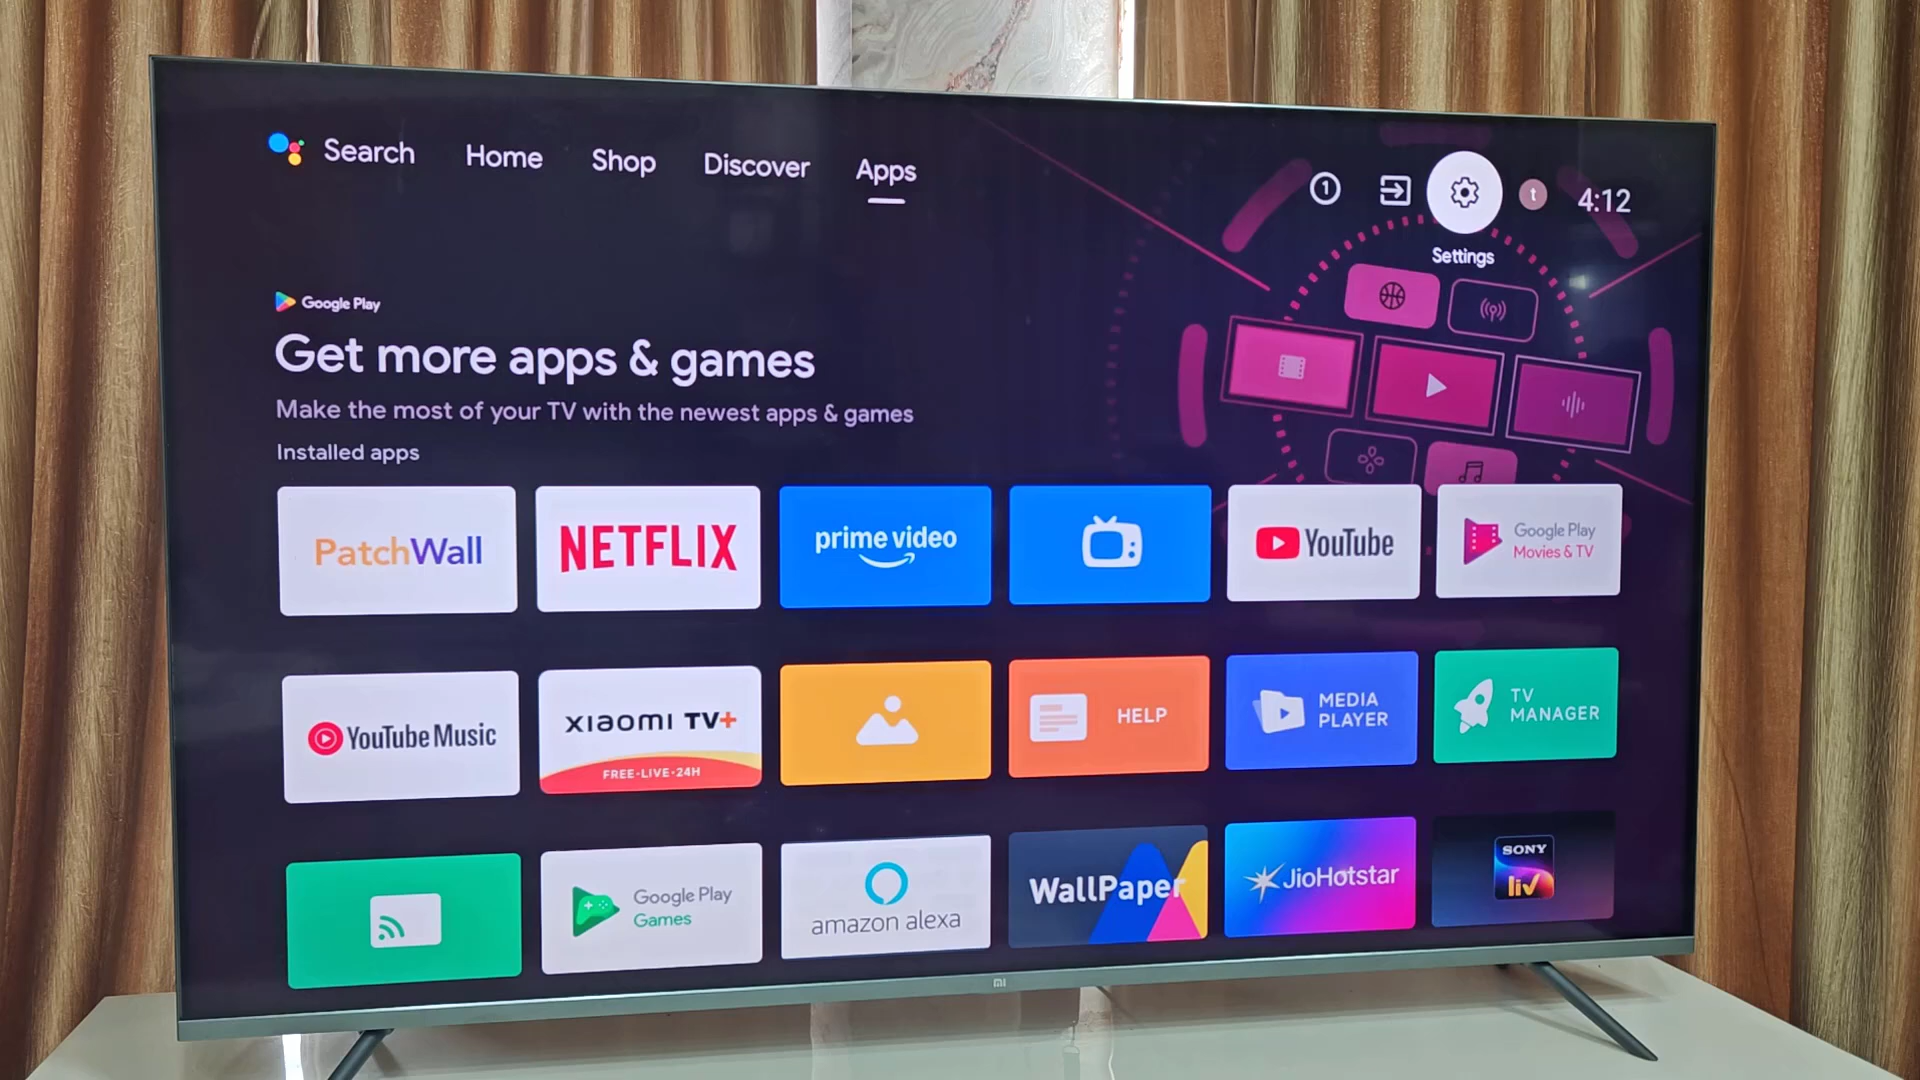 Search Home Shop Discover Apps
1
t
4:12
Settings
Google Play
Get more apps & games
Make the most of your TV with the newest apps & games
Installed apps
PatchWall
NETFLIX
prime video
YouTube
Google Play
Movies & TV
YouTube Music
xiaomi TV+
FREE-LIVE-24H
HELP
MEDIA
PLAYER
TV
MANAGER
Google Play
Games
amazon alexa
WallPaper
JioHotstar
SONY
liv
mi